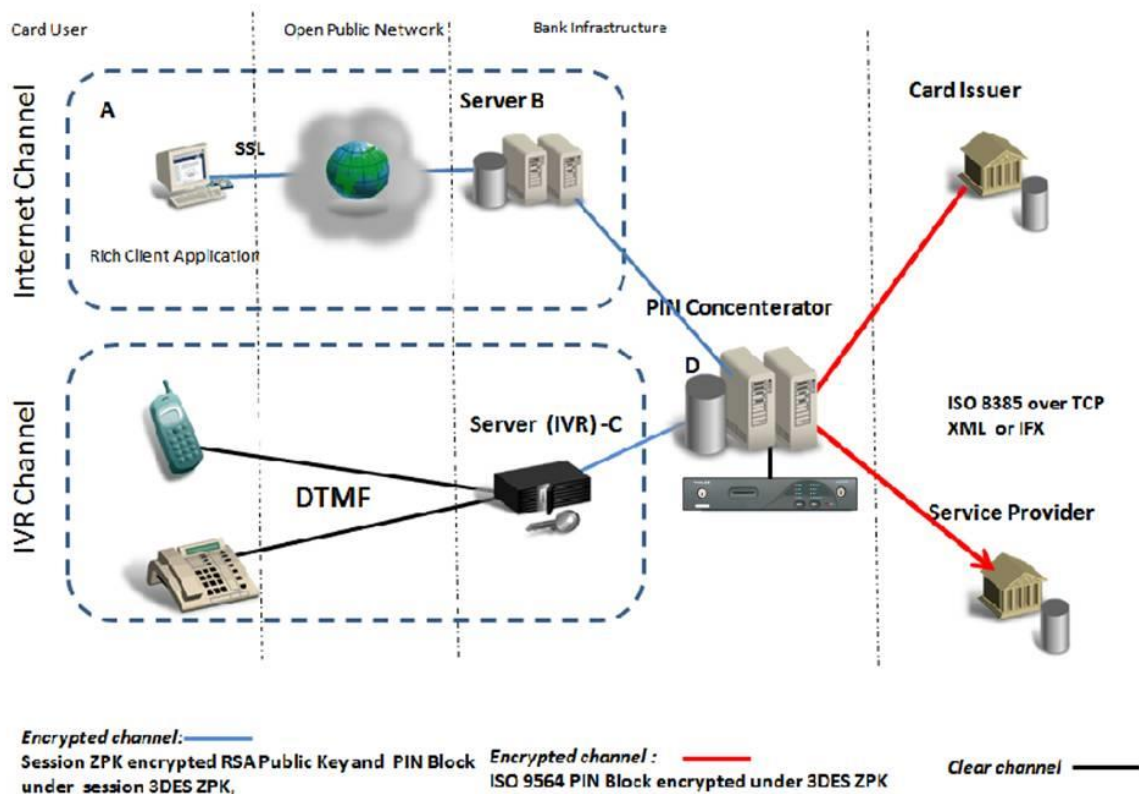 Card User
Open Public Network
Bank Infrastructure
Internet Channel
A
SSL
Server B
Card Issuer
Rich Client Application
PIN Concenterator
D
IVR Channel
Server (IVR) -C
DTMF
ISO 8385 over TCP
XML or IFX
Service Provider
Encrypted channel:
Session ZPK encrypted RSA Public Key and PIN Block
under session 3DES ZPK,
Encrypted channel :
ISO 9564 PIN Block encrypted under 3DES ZPK
Clear channel